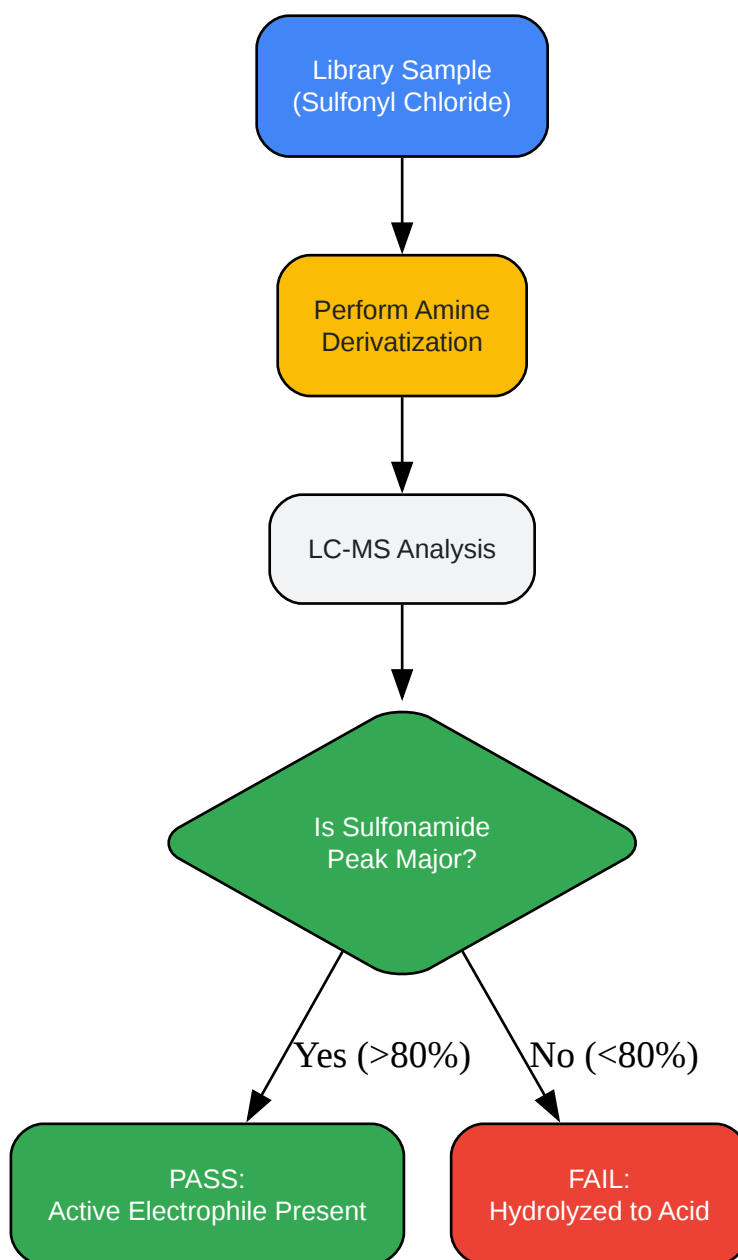 Library Sample
(Sulfonyl Chloride)
Perform Amine
Derivatization
LC-MS Analysis
Is Sulfonamide
Peak Major?
Yes (>80%)
No (<80%)
PASS:
Active Electrophile Present
FAIL:
Hydrolyzed to Acid